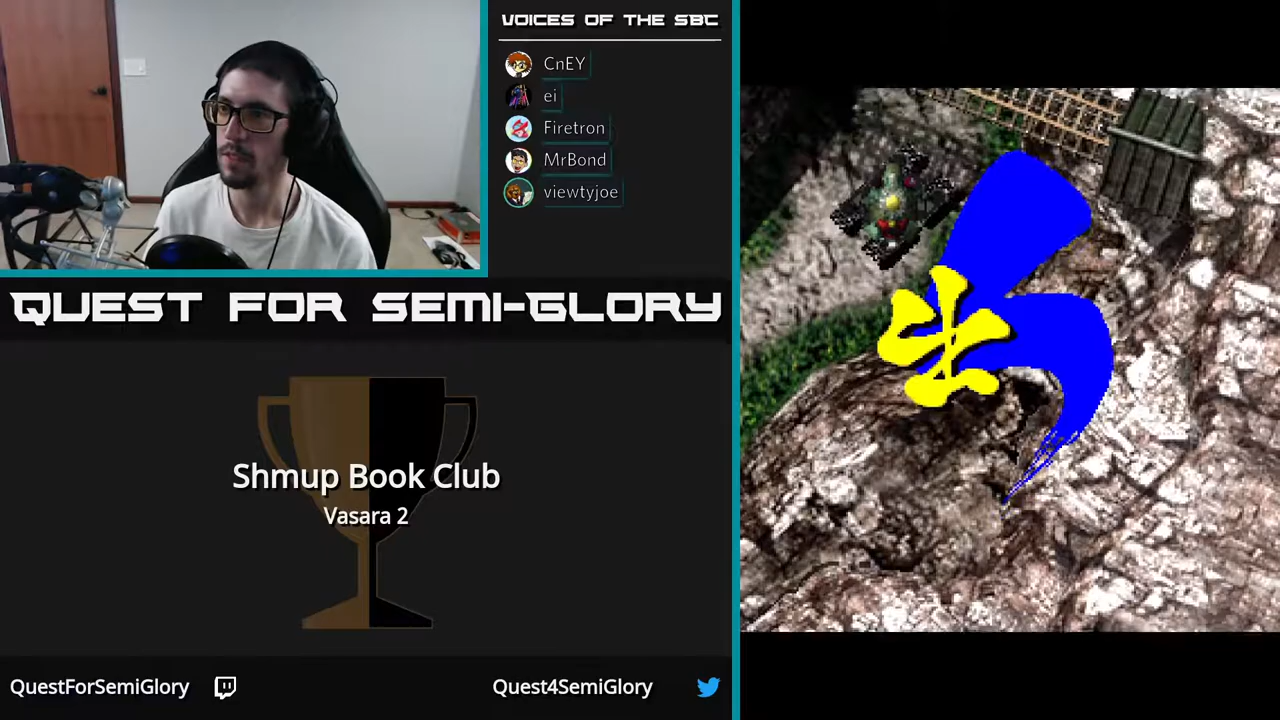 VOICES OF THE SBC
CnEY
ei
Firetron
MrBond
viewtyjoe
QUEST FOR SEMI-GLORY
Shmup Book Club
Vasara 2
QuestForSemiGlory
Quest4SemiGlory